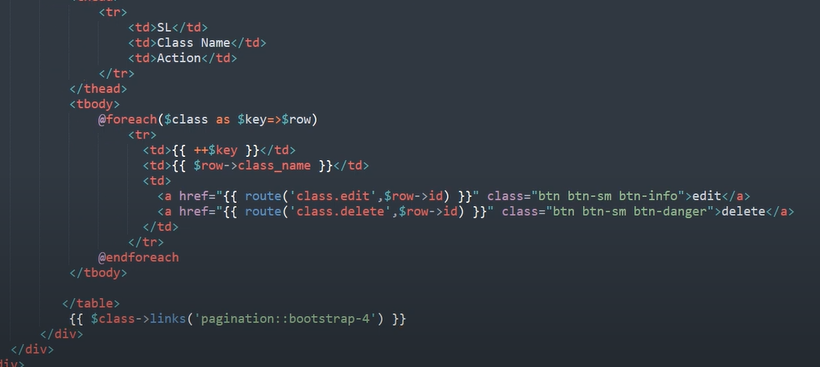 <tr>
<td>SL</td>
<td>Class Name</td>
<td>Action</td>
</tr>
</thead>
<tbody>
@foreach($class as $key=>$row)
<tr>
<td>{{ ++$key }}</td>
<td>{{ $row->class_name }}</td>
<td>
<a href="{{ route('class.edit',$row->id) }}" class="btn btn-sm btn-info">edit</a>
<a href="{{ route('class.delete',$row->id) }}" class="btn btn-sm btn-danger">delete</a>
</td>
</tr>
@endforeach
</tbody>
</table>
{{ $class->links('pagination::bootstrap-4') }}
</div>
</div>
div>